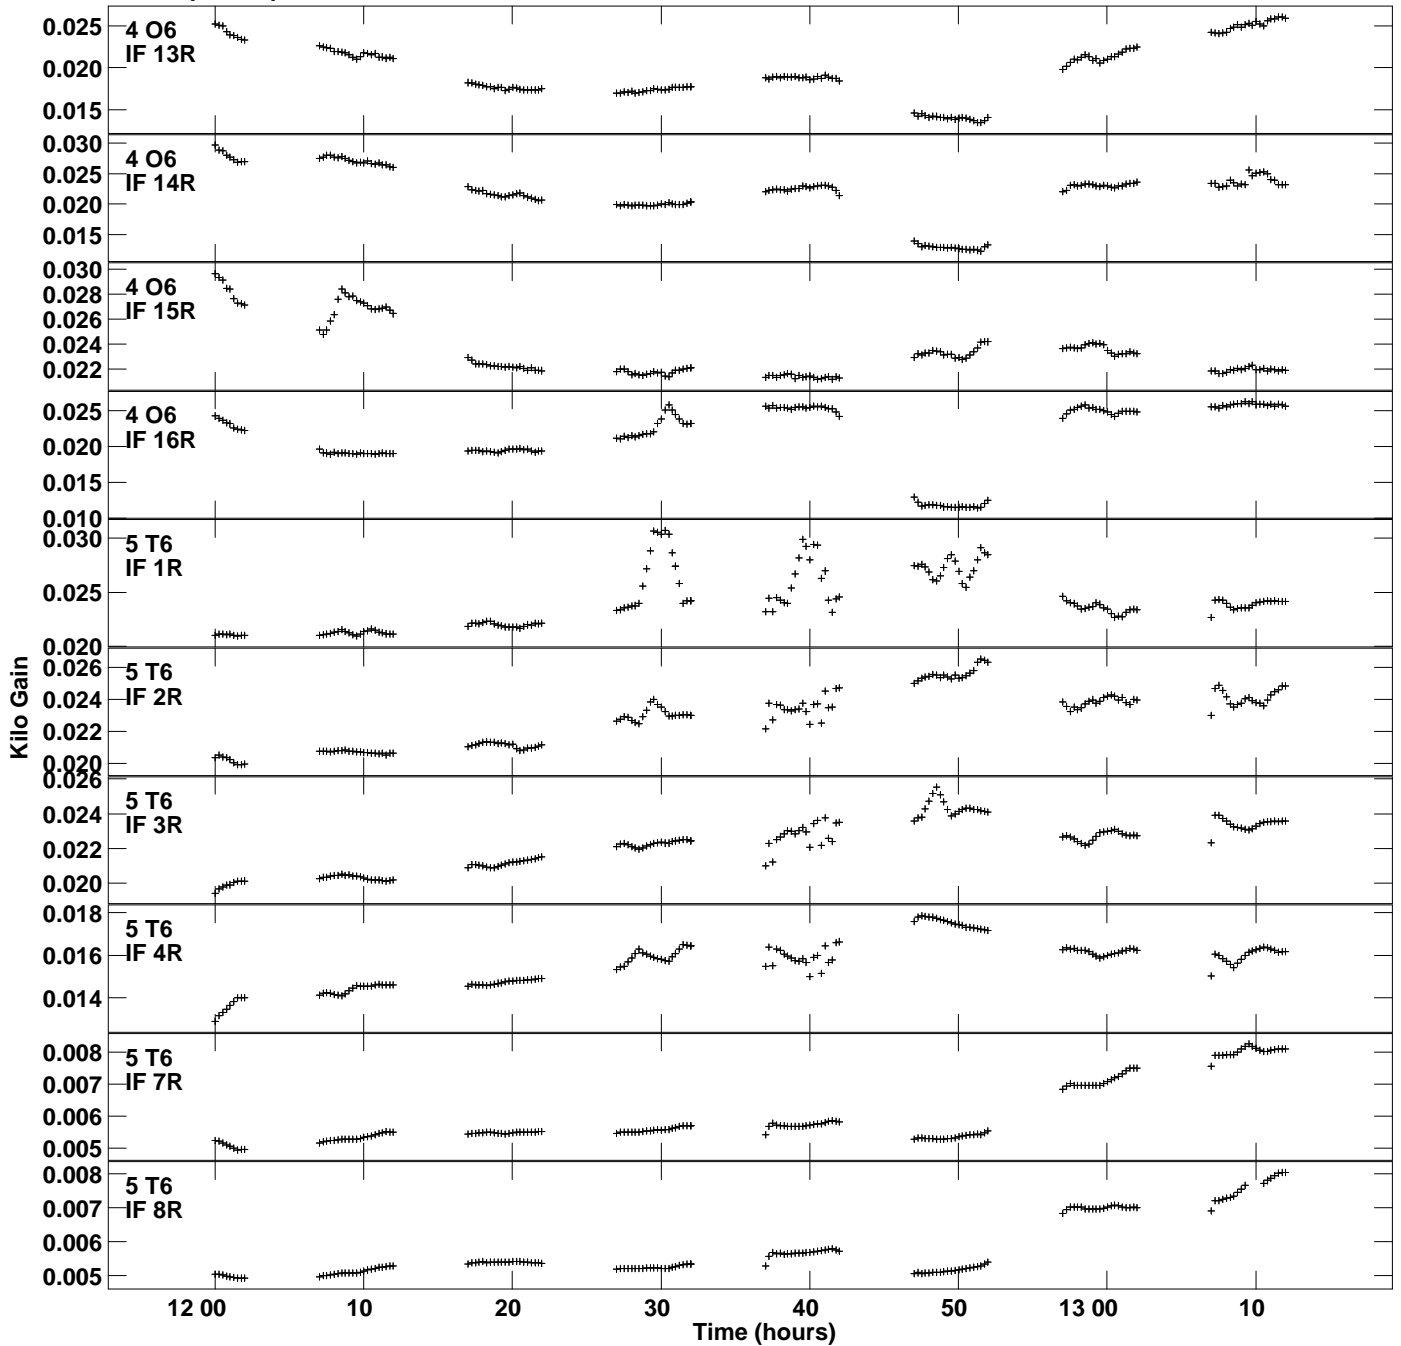 0.025
0.020
0.015
4 O6
IF 13R
0.030
0.025
0.020
0.015
4 O6
IF 14R
0.030
0.028
0.026
0.024
0.022
4 O6
IF 15R
0.025
0.020
0.015
0.010
4 O6
IF 16R
0.030
0.025
0.020
5 T6
IF 1R
0.026
0.024
0.022
0.020
5 T6
IF 2R
0.026
0.024
0.022
0.020
5 T6
IF 3R
0.018
0.016
0.014
5 T6
IF 4R
0.008
0.007
0.006
0.005
5 T6
IF 7R
0.008
0.007
0.006
0.005
5 T6
IF 8R
Kilo Gain
12 00 10 20 30 40 50 13 00 10
Time (hours)